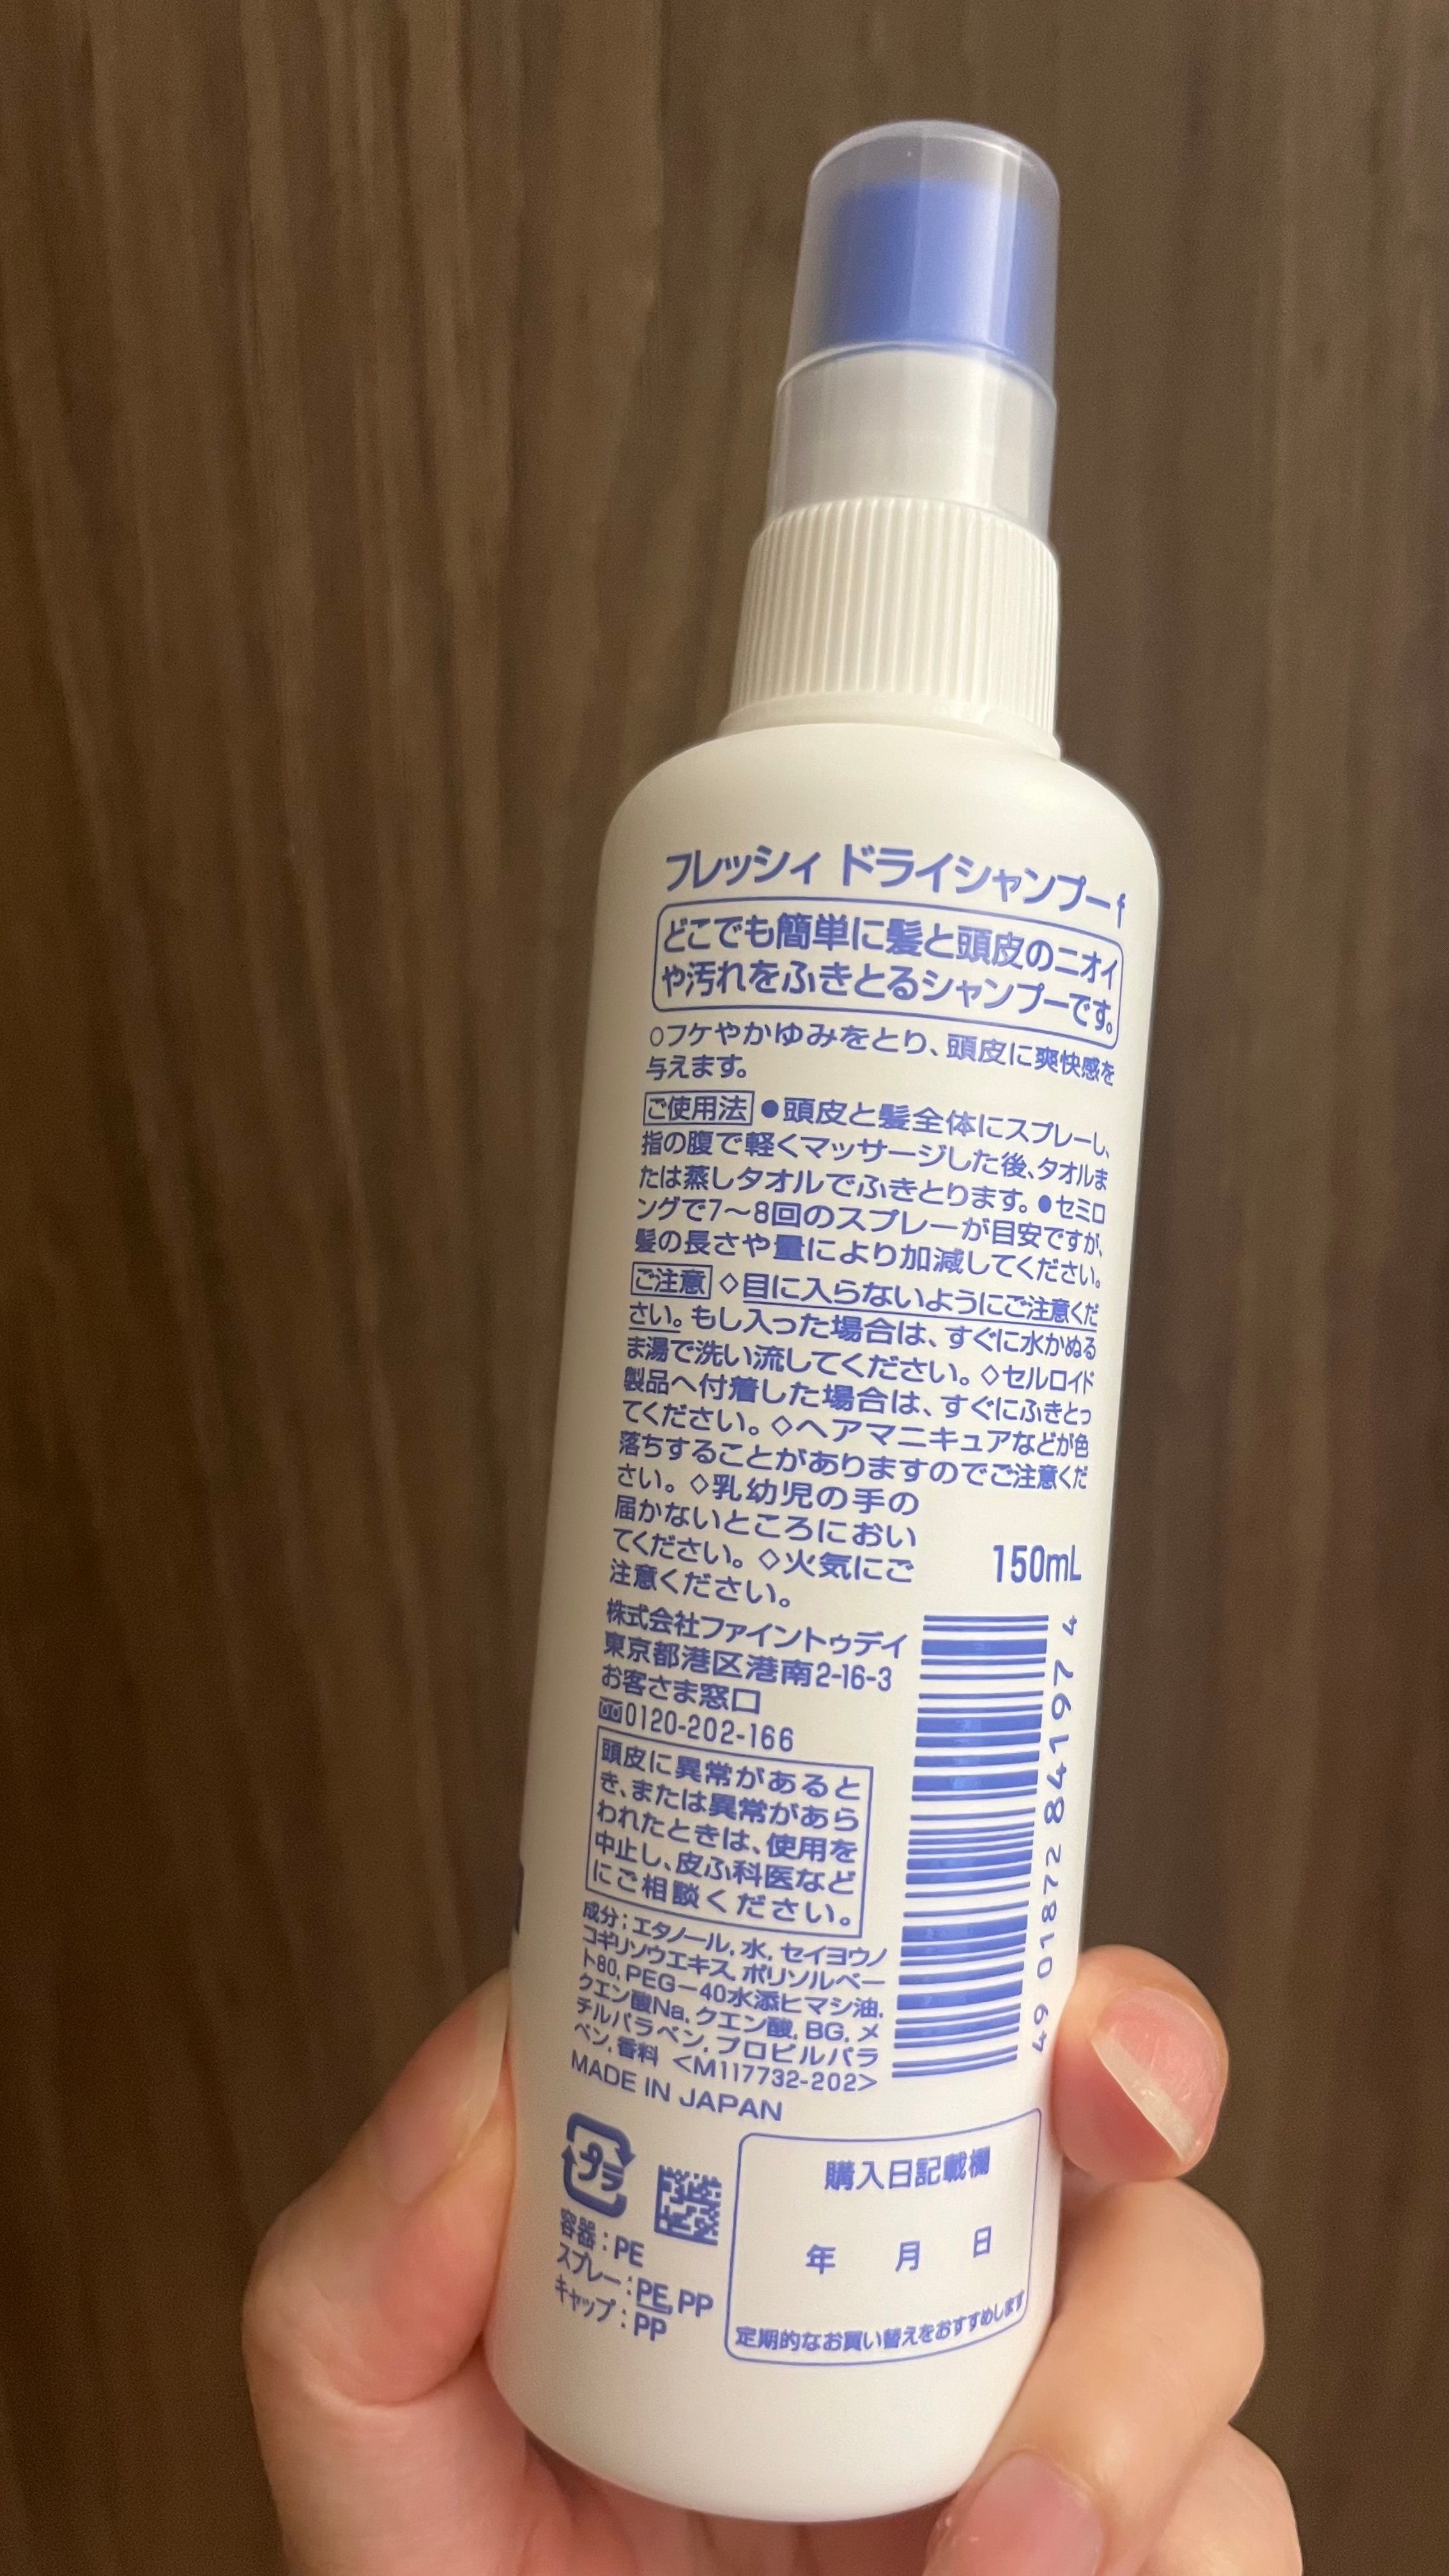 フレッシィ ドライシャンプーf
どこでも簡単に髪と頭皮のニオイ
や汚れをふきとるシャンプーです。
○フケやかゆみをとり、頭皮に爽快感を
与えます。
ご使用法 ●頭皮と髪全体にスプレーし、
指の腹で軽くマッサージした後、タオルま
たは蒸しタオルでふきとります。●セミロ
ングで7〜8回のスプレーが目安ですが、
髪の長さや量により加減してください。
ご注意 ◇目に入らないようにご注意くだ
さい。もし入った場合は、すぐに水かぬる
ま湯で洗い流してください。◇セルロイド
製品へ付着した場合は、すぐにふきとっ
てください。◇ヘアマニキュアなどが色
落ちすることがありますのでご注意くだ
さい。◇乳幼児の手の
届かないところにおい
てください。◇火気にご
注意ください。
150mL
株式会社ファイントゥデイ
東京都港区港南2-16-3
お客さま窓口
0120-202-166
頭皮に異常があると
き、または異常があら
われたときは、使用を
中止し、皮ふ科医など
にご相談ください。
成分：エタノール, 水, セイヨウノ
コギリソウエキス, ポリソルベー
ト80, PEG−40水添ヒマシ油,
クエン酸Na, クエン酸, BG, メ
チルパラベン, プロピルパラ
ベン, 香料 <M117732-202>
MADE IN JAPAN
4 976184 287810 64
プラ
容器：PE
スプレー：PE, PP
キャップ：PP
購入日記載欄
年 月 日
定期的なお買い替えをおすすめします